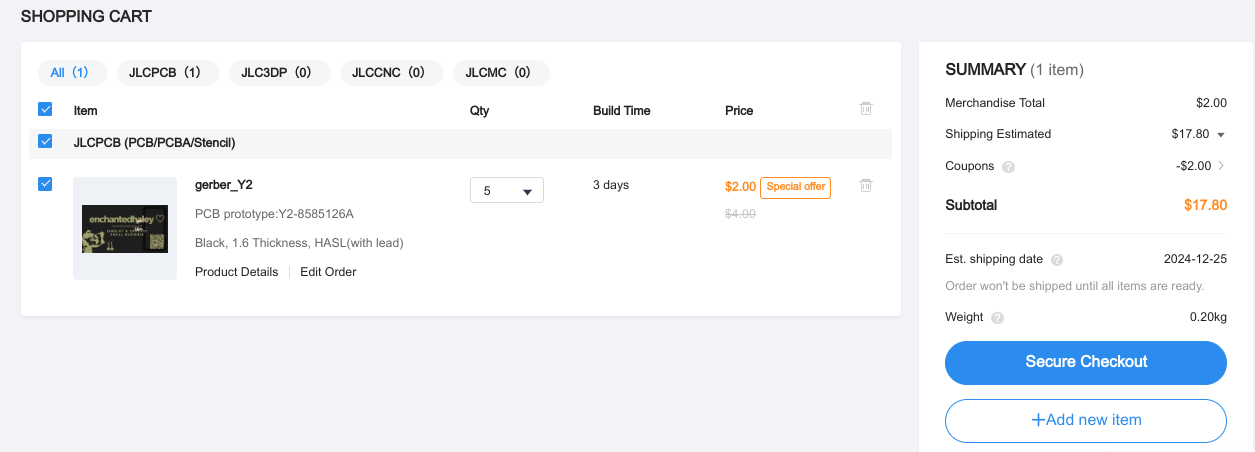 SHOPPING CART
All (1)
JLCPCB (1)
JLC3DP (0)
JLCCNC (0)
JLCMC (0)
Item
Qty
Build Time
Price
JLCPCB (PCB/PCBA/Stencil)
gerber_Y2
PCB prototype:Y2-8585126A
Black, 1.6 Thickness, HASL(with lead)
Product Details
Edit Order
enchantedhaley
5
3 days
$2.00
Special offer
$4.00
SUMMARY (1 item)
Merchandise Total $2.00
Shipping Estimated $17.80
Coupons ? -$2.00
Subtotal $17.80
Est. shipping date ? 2024-12-25
Order won't be shipped until all items are ready.
Weight ? 0.20kg
Secure Checkout
+Add new item